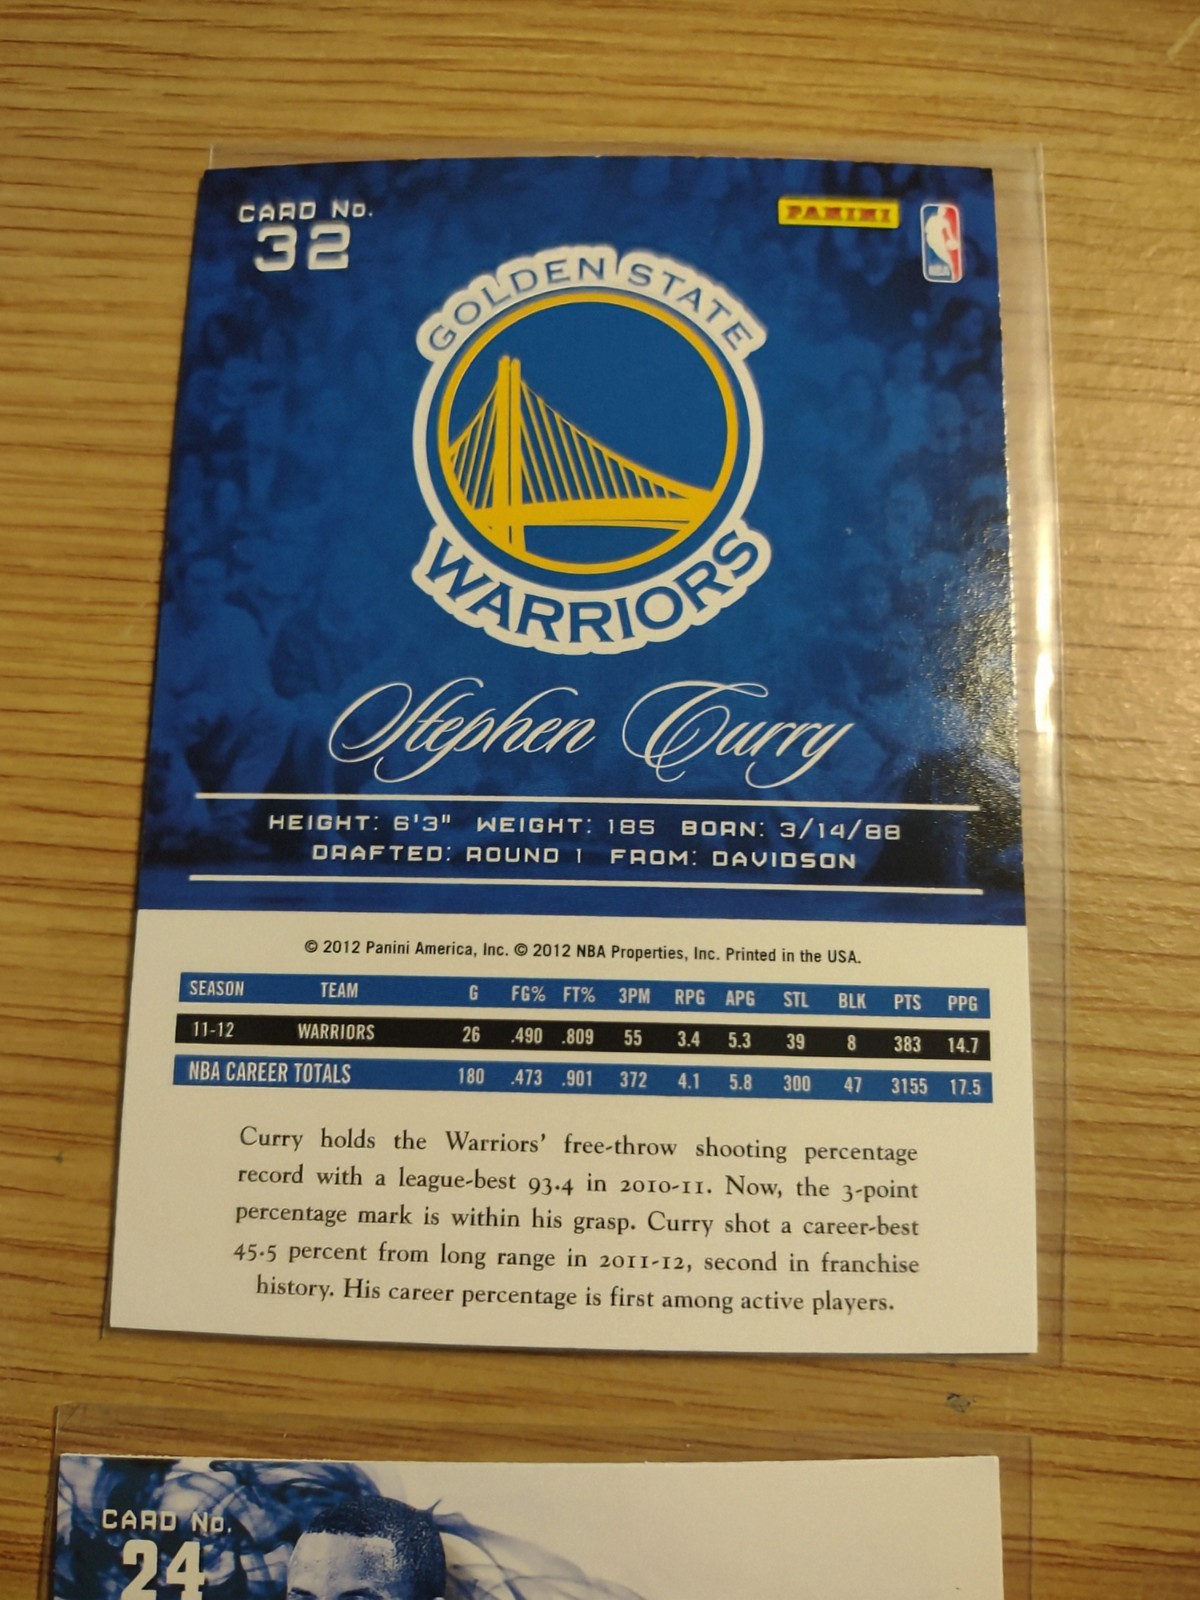 CARD No.
32
PANINI
NBA
GOLDEN STATE
WARRIORS
Stephen Curry
HEIGHT: 6'3" WEIGHT: 185 BORN: 3/14/88
DRAFTED: ROUND 1 FROM: DAVIDSON
© 2012 Panini America, Inc. © 2012 NBA Properties, Inc. Printed in the USA.
SEASON TEAM G FG% FT% 3PM RPG APG STL BLK PTS PPG
11-12 WARRIORS 26 .490 .809 55 3.4 5.3 39 8 383 14.7
NBA CAREER TOTALS 180 .473 .901 372 4.1 5.8 300 47 3155 17.5
Curry holds the Warriors' free-throw shooting percentage
record with a league-best 93.4 in 2010-11. Now, the 3-point
percentage mark is within his grasp. Curry shot a career-best
45.5 percent from long range in 2011-12, second in franchise
history. His career percentage is first among active players.
CARD No.
24